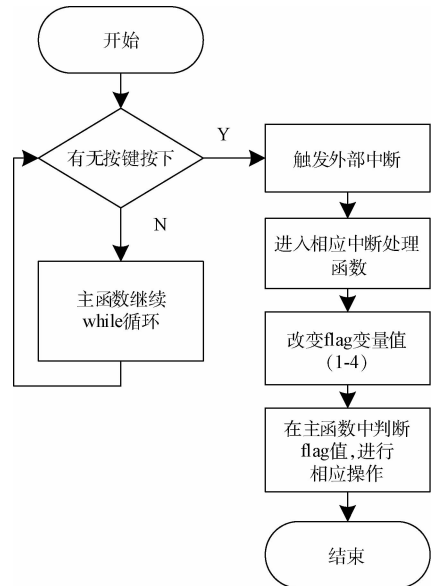 开始
有无按键按下
Y
N
主函数继续
while循环
触发外部中断
进入相应中断处理
函数
改变flag变量值
(1-4)
在主函数中判断
flag值,进行
相应操作
结束